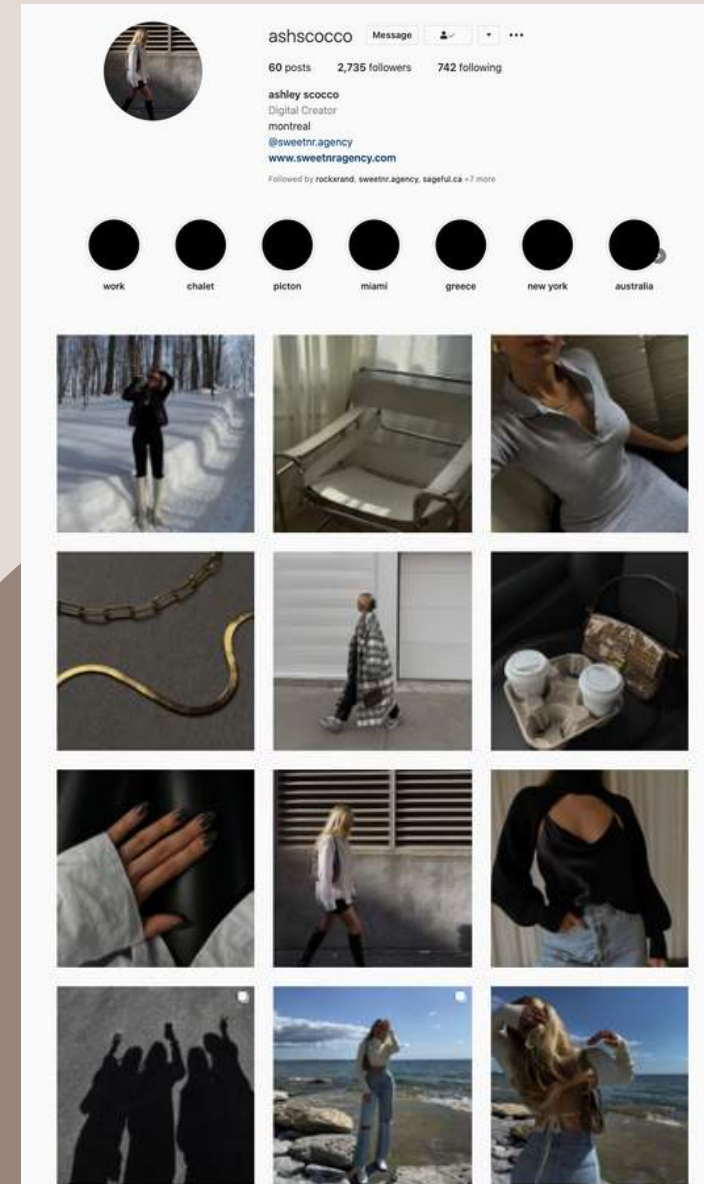 ashscocco Message
60 posts 2,735 followers 742 following
ashley scocco
Digital Creator
montreal
@sweetnr.agency
www.sweetnragency.com
Followed by rockxrand, sweetnr.agency, sageful.ca +7 more
work chalet picton miami greece new york australia